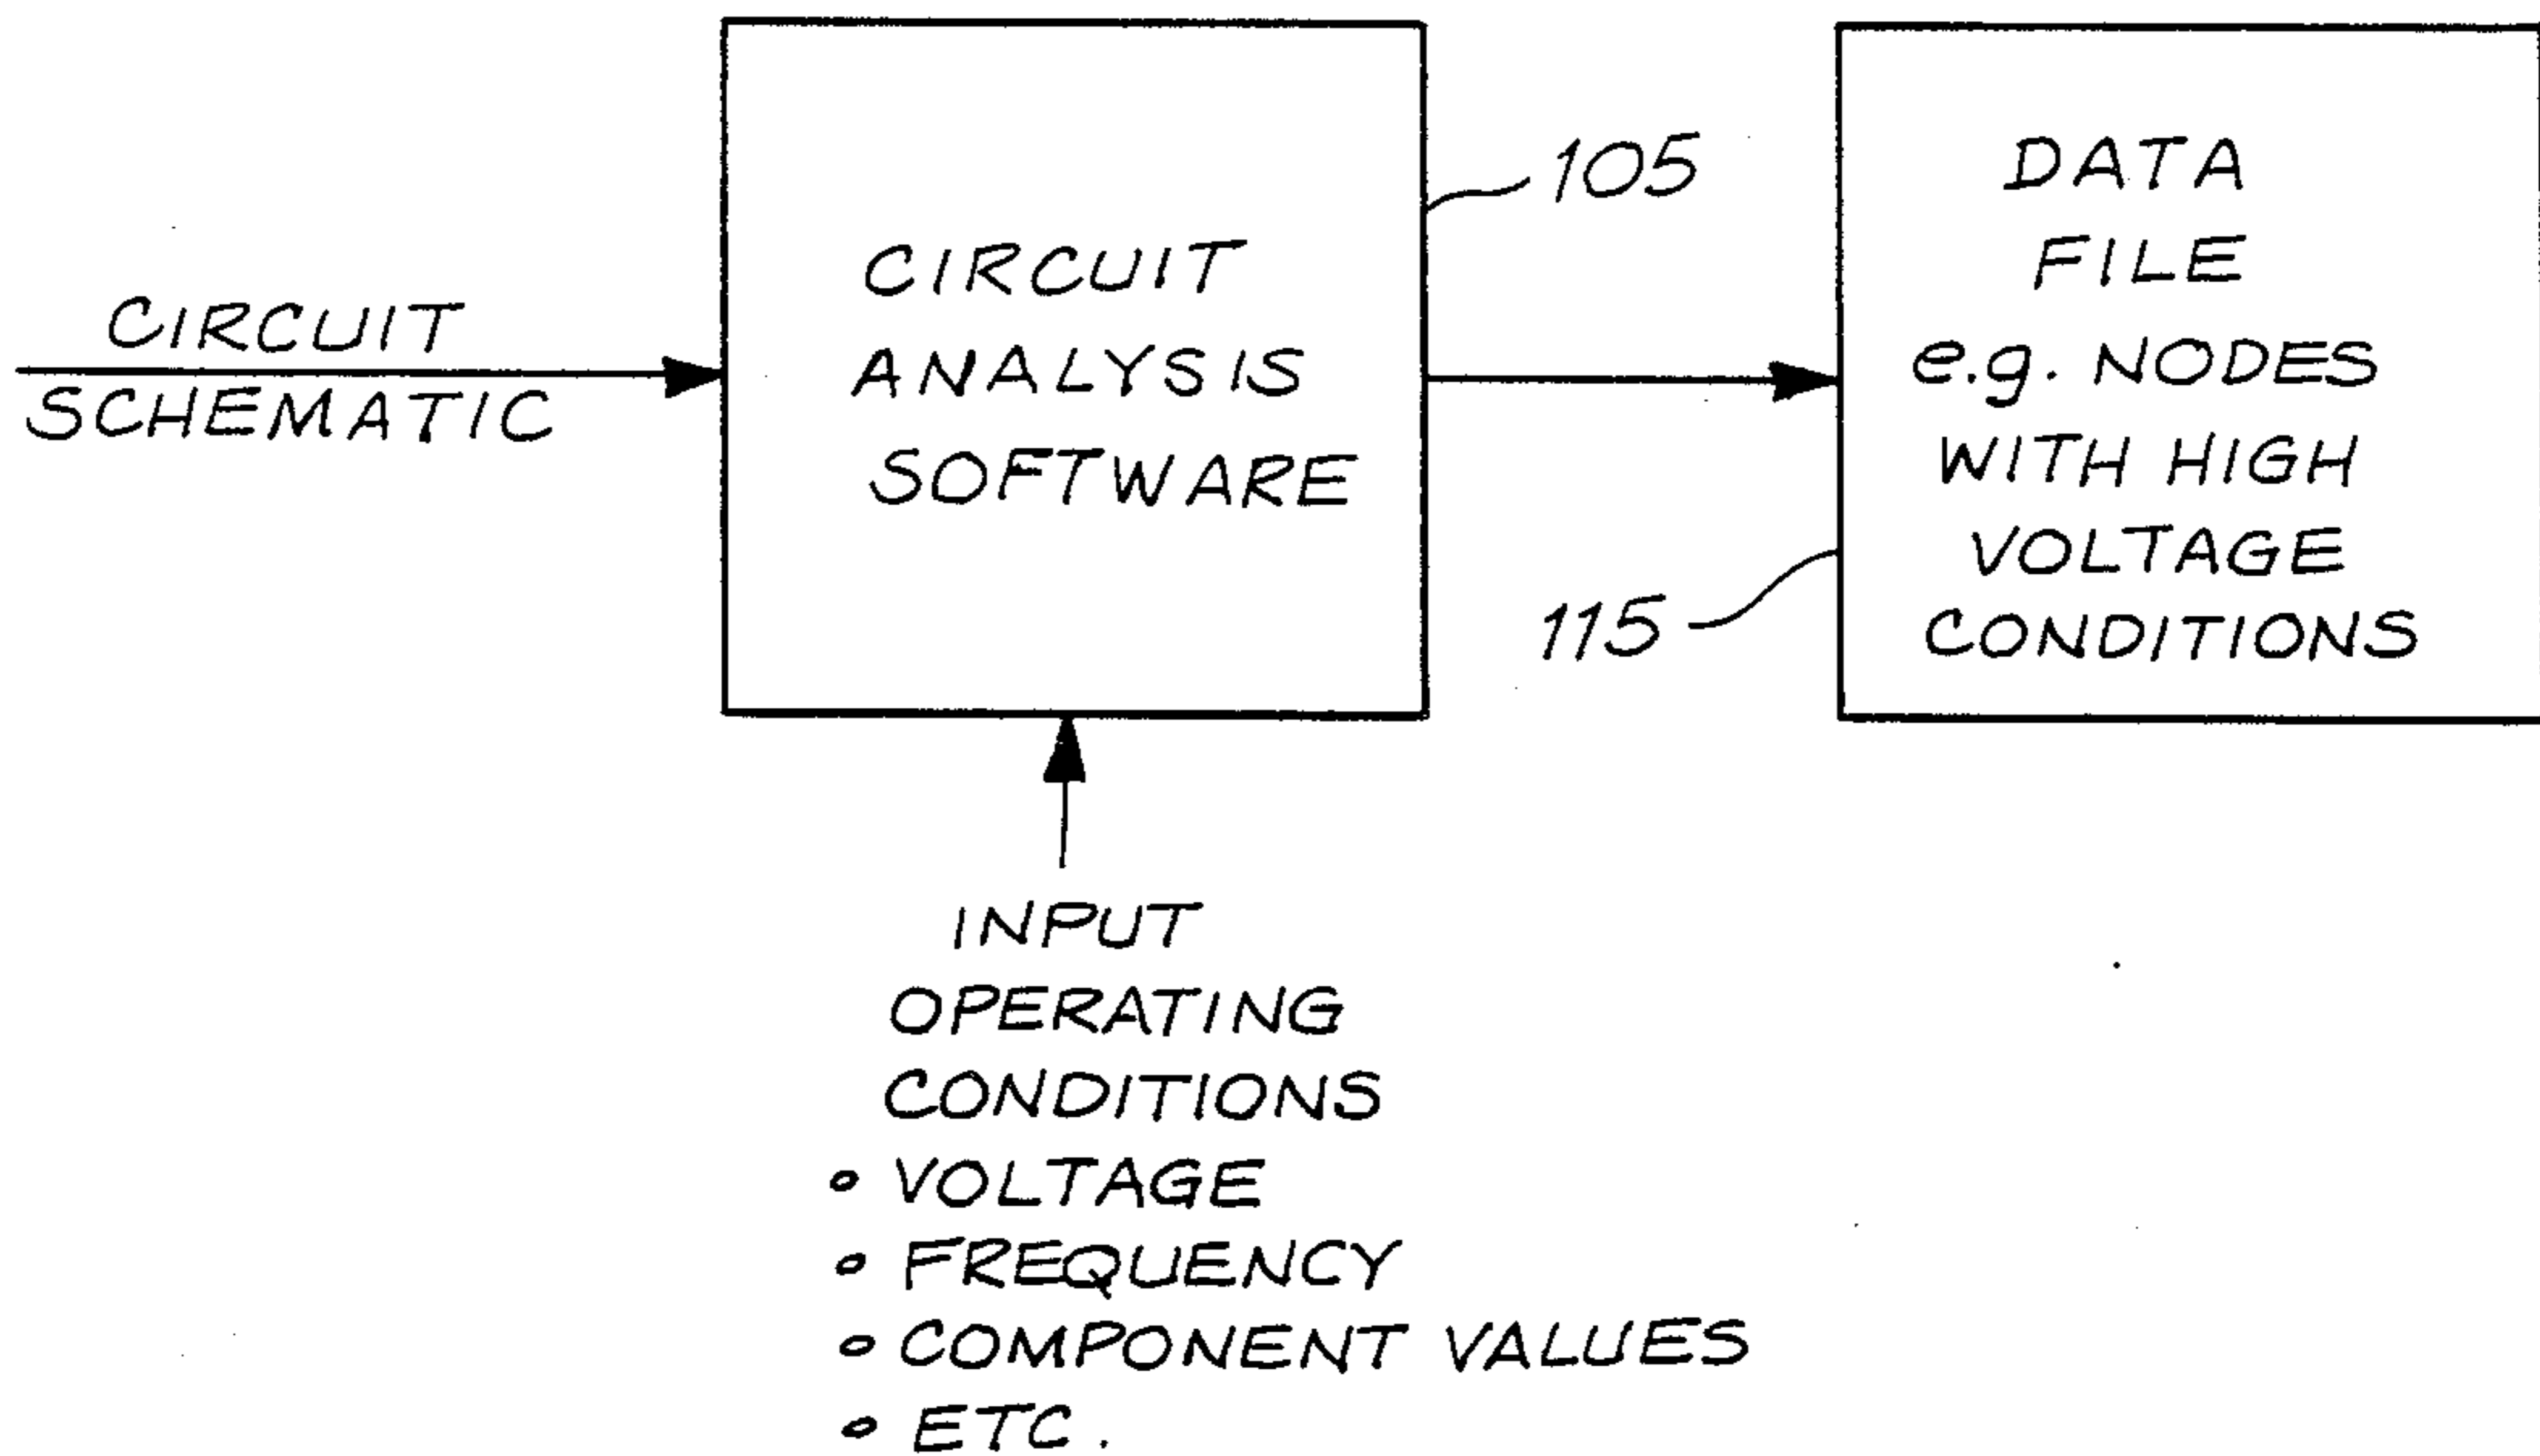 CIRCUIT
SCHEMATIC
CIRCUIT
ANALYSIS
SOFTWARE
105
DATA
FILE
e.g. NODES
WITH HIGH
VOLTAGE
CONDITIONS
115
INPUT
OPERATING
CONDITIONS
• VOLTAGE
• FREQUENCY
• COMPONENT VALUES
• ETC.